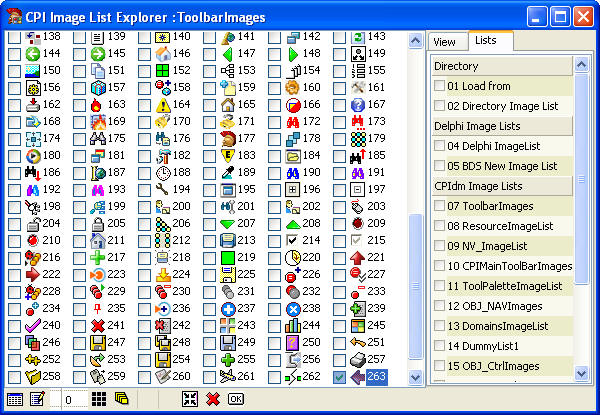 CPI Image List Explorer :ToolbarImages
138 139 140 141 142 143
144 145 146 147 148 149
150 151 152 153 154 155
156 157 158 159 160 161
162 163 164 165 166 167
168 169 170 171 172 173
174 175 176 177 178 179
180 181 182 183 184 185
186 187 188 189 190 191
192 193 194 195 196 197
198 199 200 201 202 203
204 205 206 207 208 209
210 211 212 213 214 215
216 217 218 219 220 221
222 223 224 225 226 227
228 229 230 231 232 233
234 235 236 237 238 239
240 241 242 243 244 245
246 247 248 249 250 251
252 253 254 255 256 257
258 259 260 261 262 263
View Lists
Directory
01 Load from
02 Directory Image List
Delphi Image Lists
04 Delphi ImageList
05 BDS New Image List
CPIdm Image Lists
07 ToolbarImages
08 ResourceImageList
09 NV_ImageList
10 CPIMainToolBarImages
11 ToolPaletteImageList
12 OBJ_NAVImages
13 DomainsImageList
14 DummyList1
15 OBJ_CtrlImages
0
OK